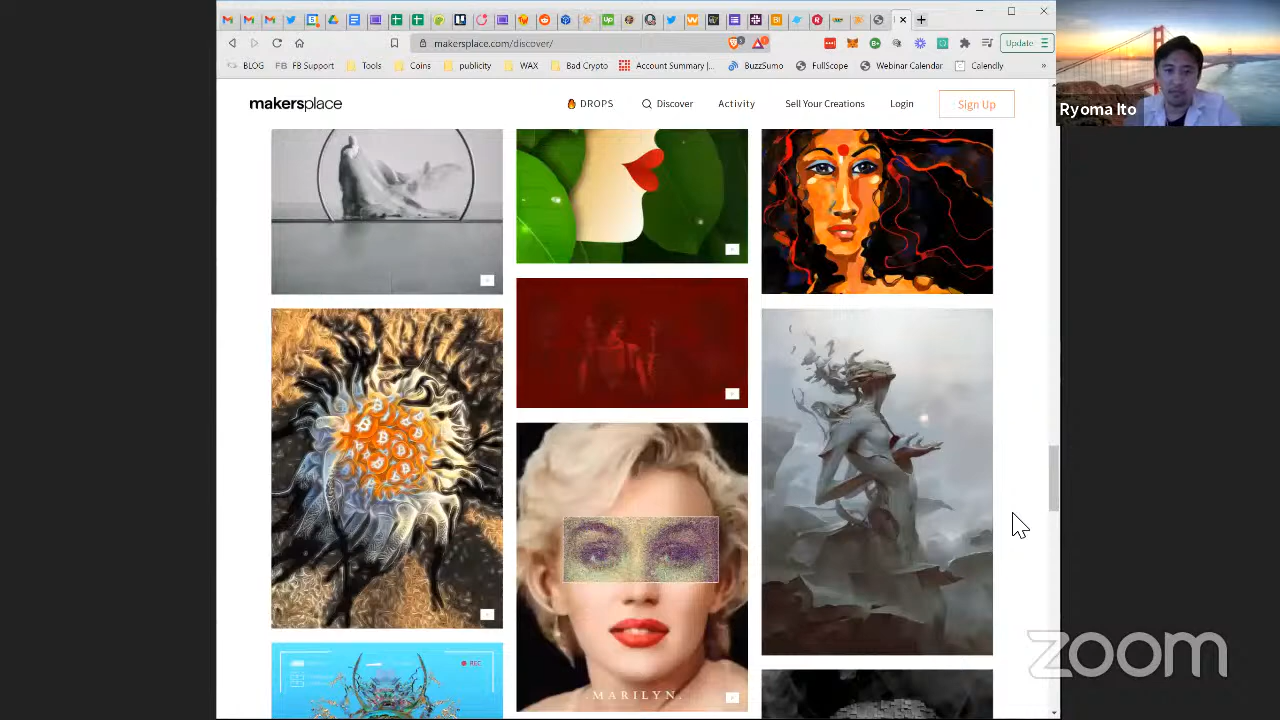 makersplace.com/discover/
Update
BLOG
FB Support
Tools
Coins
publicity
WAX
Bad Crypto
Account Summary |...
BuzzSumo
FullScope
Webinar Calendar
Calendly
»
makersplace
DROPS
Discover
Activity
Sell Your Creations
Login
Sign Up
Ryoma Ito
REC
.MARILYN.
zoom